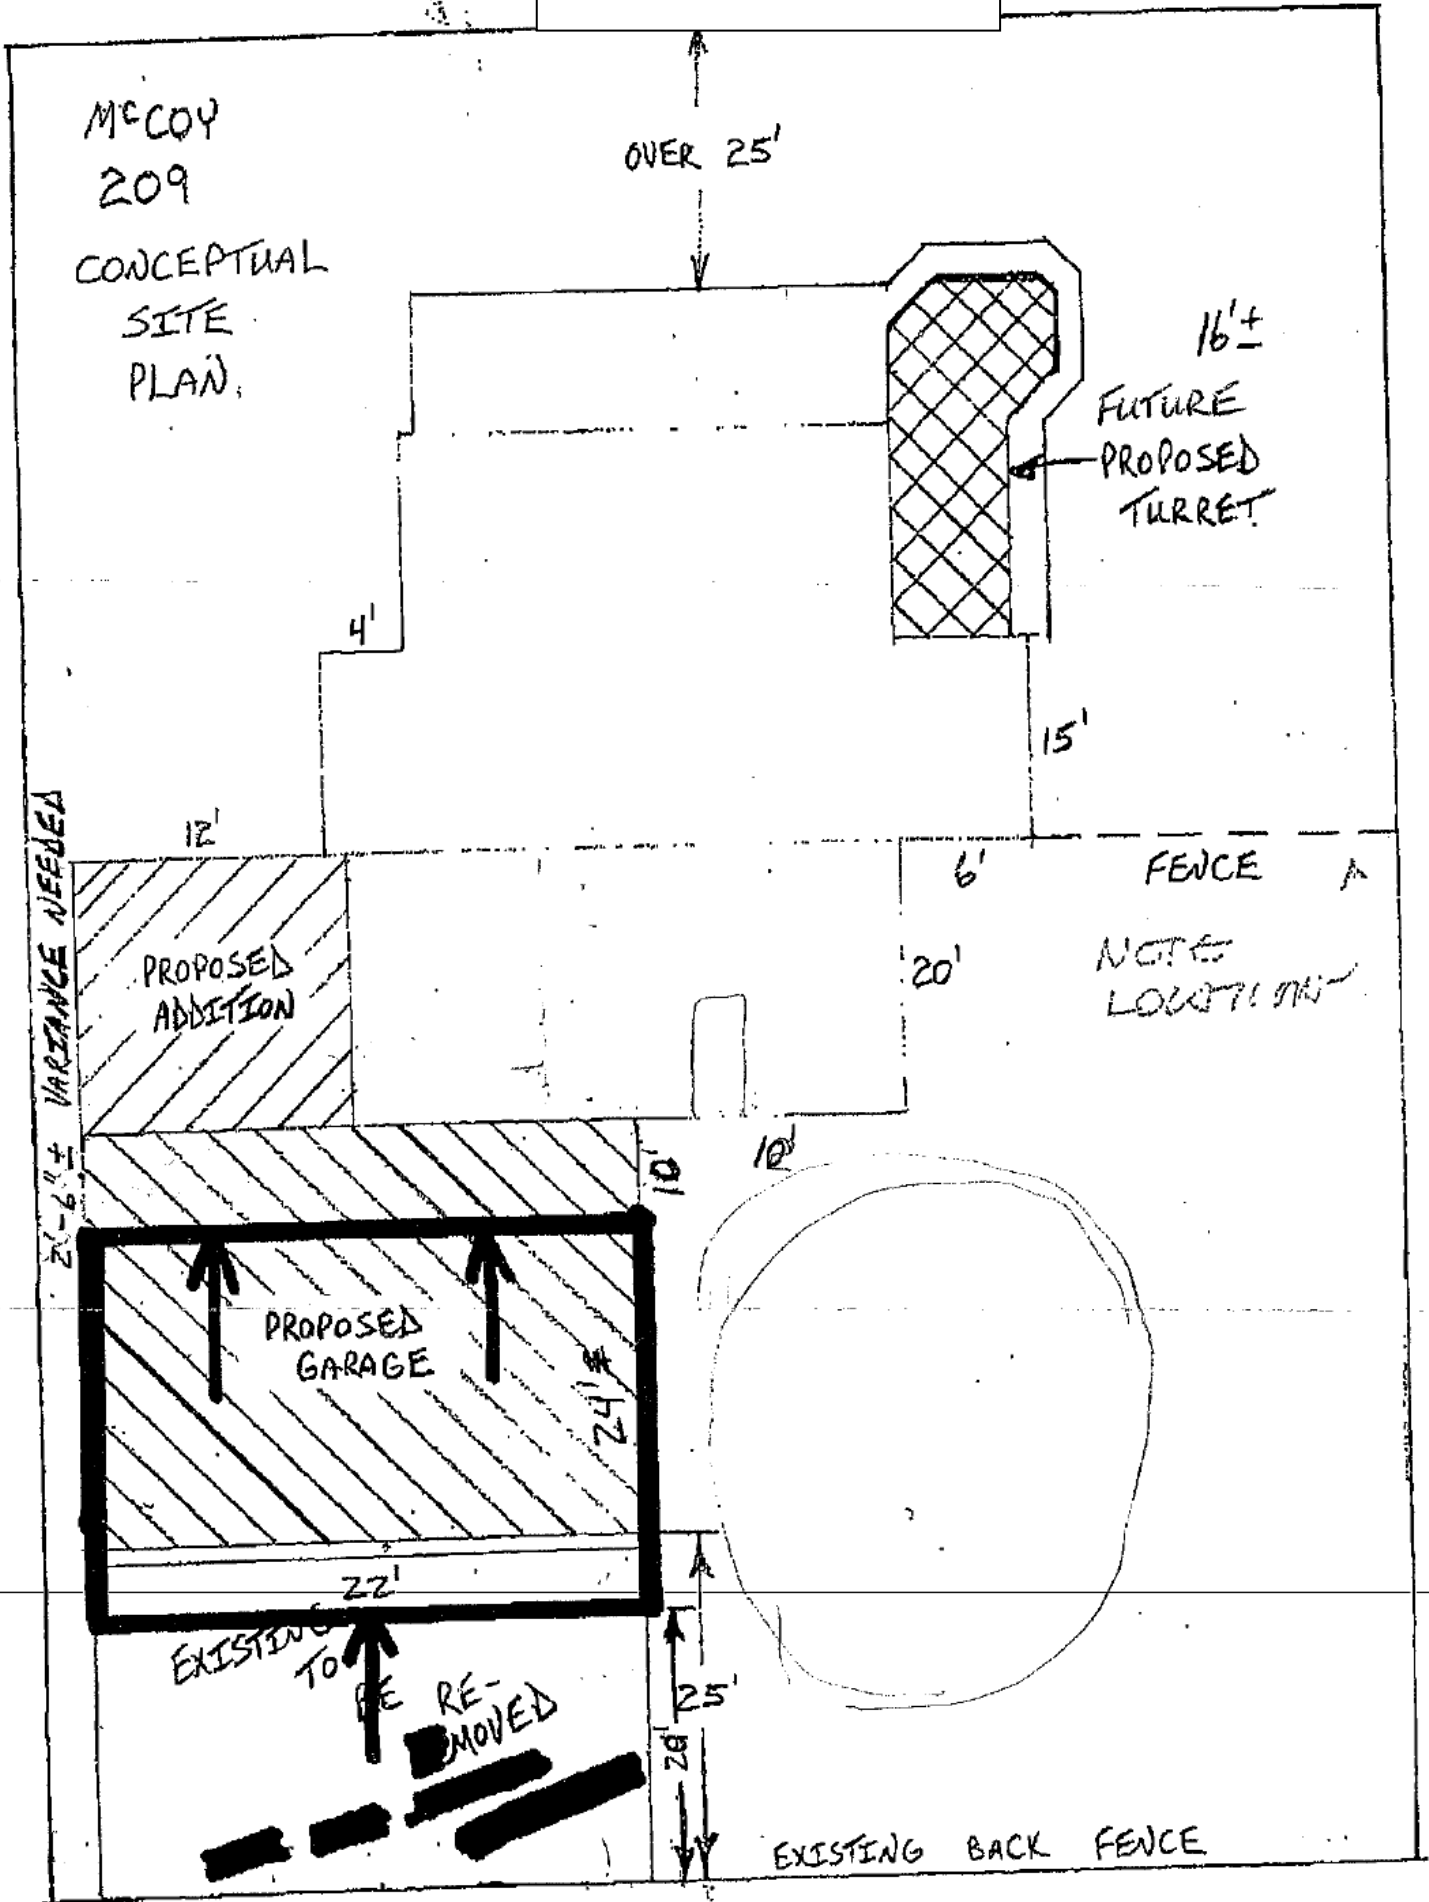 McCOY
209
CONCEPTUAL
SITE
PLAN.
OVER 25'
16'±
FUTURE
PROPOSED
TURRET
4'
15'
12'
6'
FENCE
NOTE
LOCATION
20'
PROPOSED
ADDITION
2'-6"± VARIANCE NEEDED
10'
10'
PROPOSED
GARAGE
24'
22'
EXISTING
TO
BE RE-
MOVED
25'
20'
EXISTING BACK FENCE